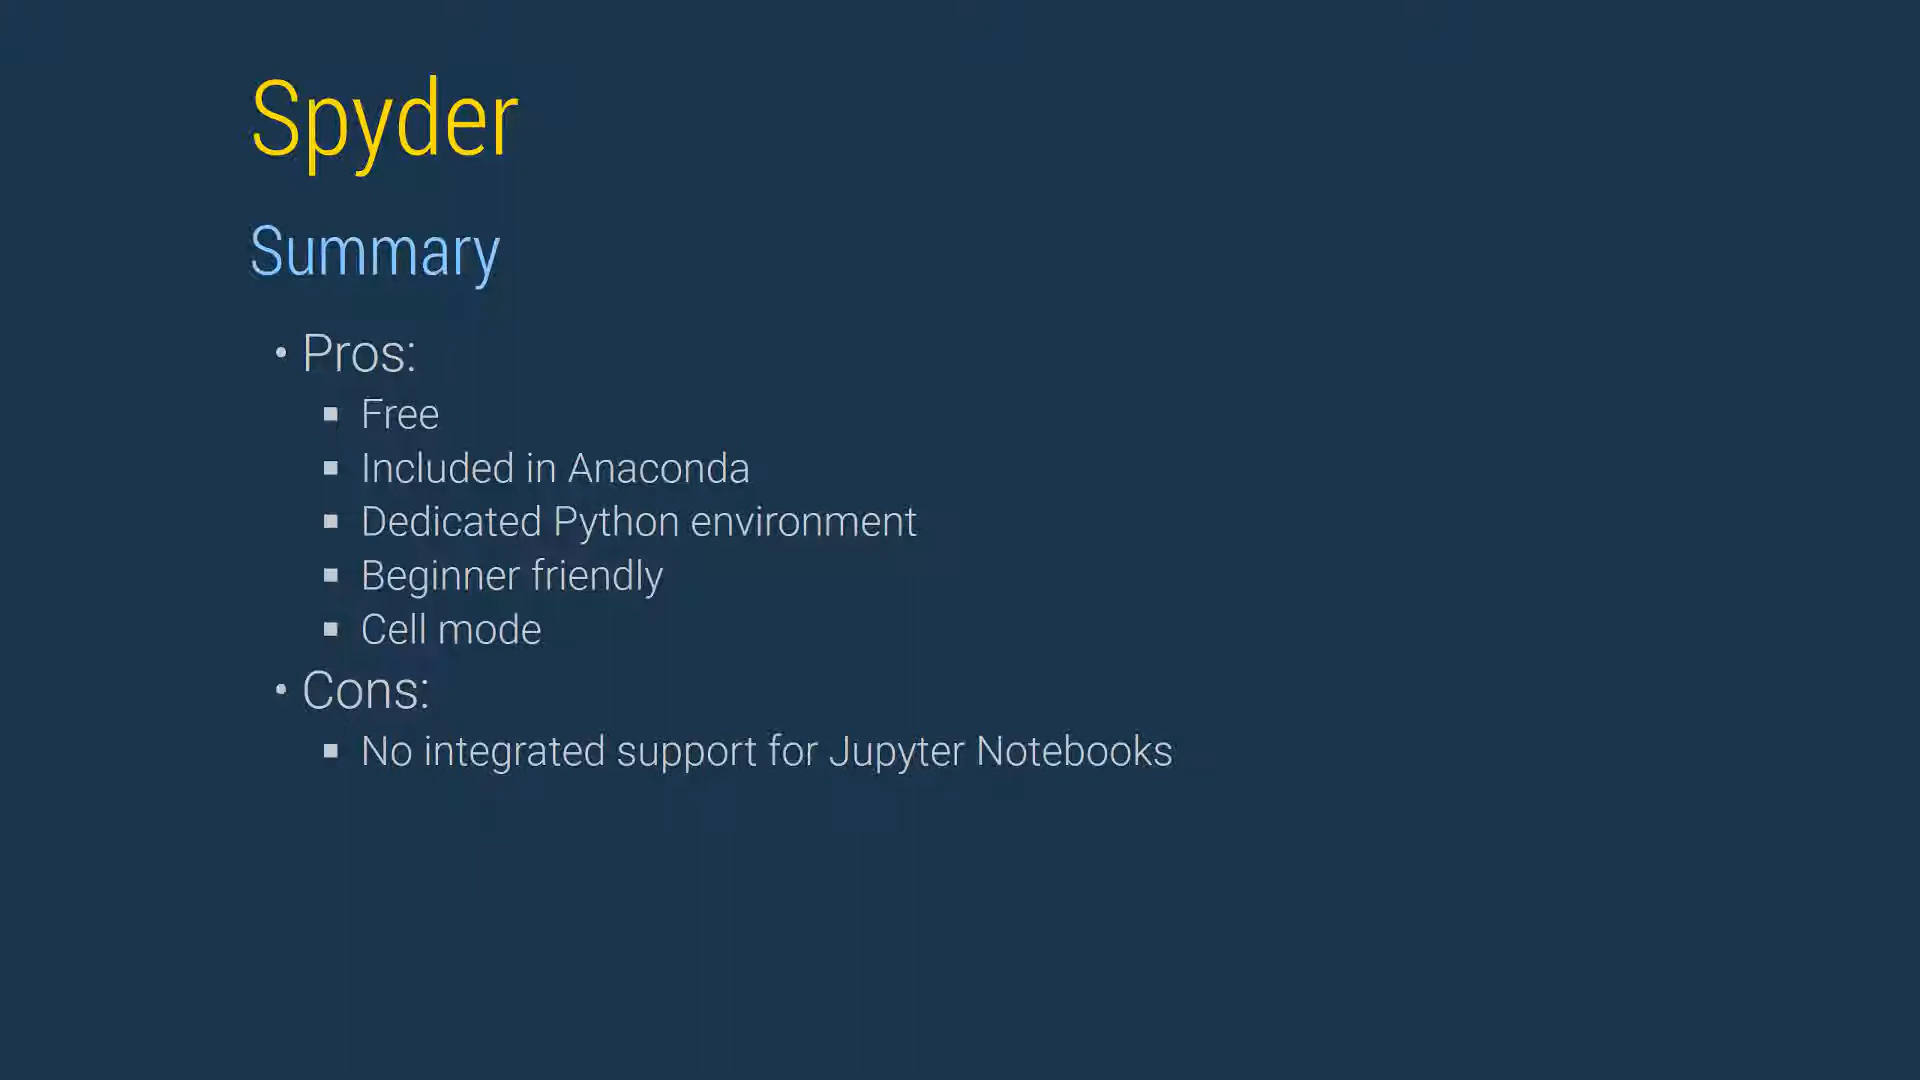 Spyder
Summary
• Pros:
▪ Free
▪ Included in Anaconda
▪ Dedicated Python environment
▪ Beginner friendly
▪ Cell mode
• Cons:
▪ No integrated support for Jupyter Notebooks